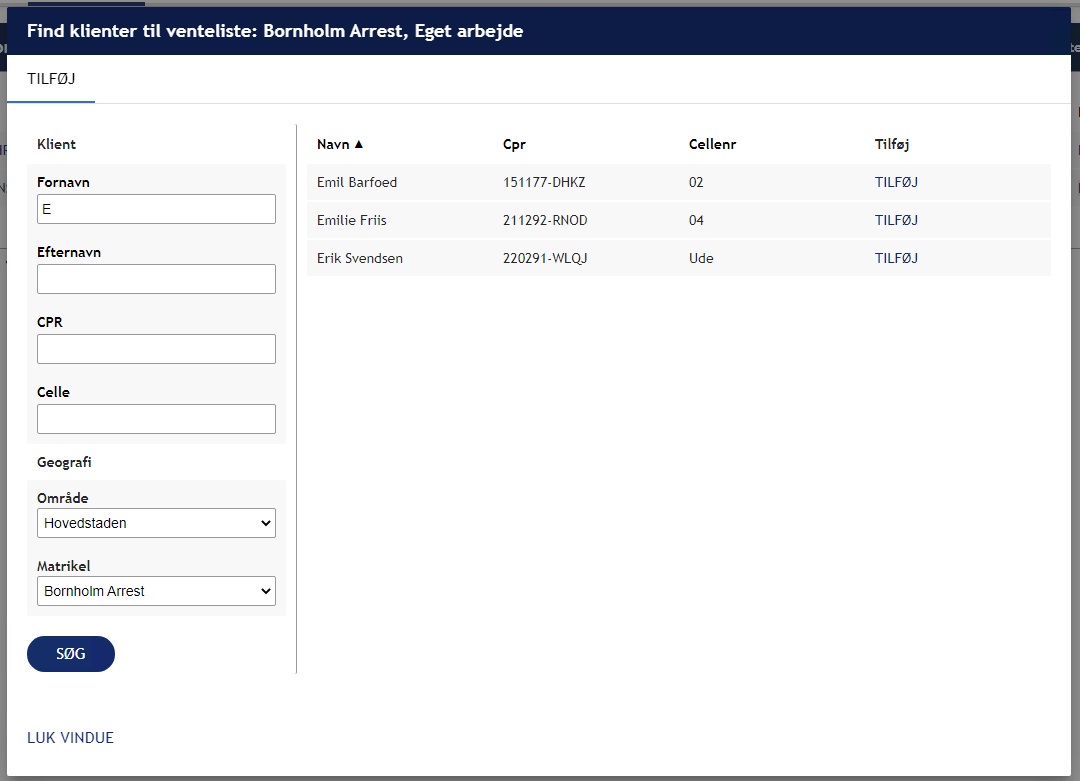 Find klienter til venteliste: Bornholm Arrest, Eget arbejde
TILFØJ
Klient
Fornavn
E
Efternavn
CPR
Celle
Geografi
Område
Hovedstaden
Matrikel
Bornholm Arrest
SØG
Navn ▲ Cpr Cellenr Tilføj
Emil Barfoed 151177-DHKZ 02 TILFØJ
Emilie Friis 211292-RNOD 04 TILFØJ
Erik Svendsen 220291-WLQJ Ude TILFØJ
LUK VINDUE